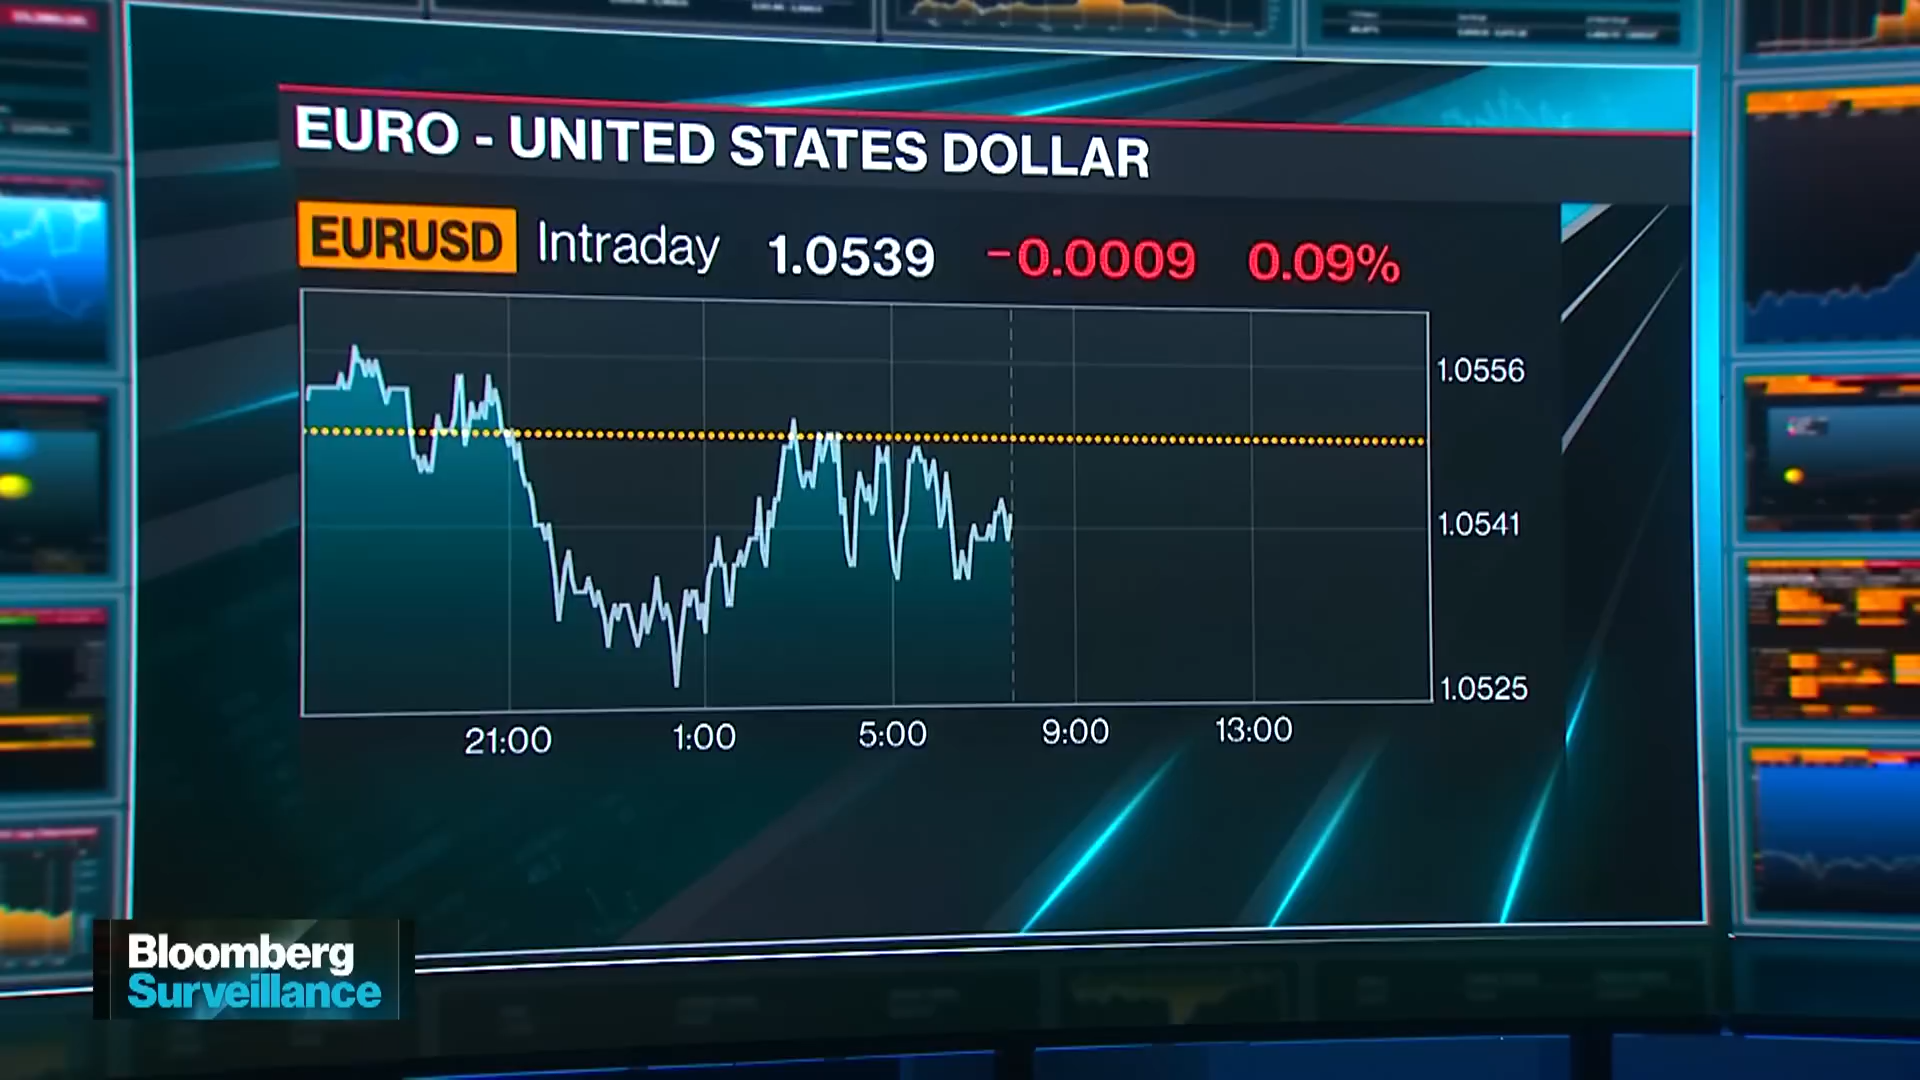 EURO - UNITED STATES DOLLAR
EURUSD Intraday 1.0539 -0.0009 0.09%
1.0556
1.0541
1.0525
21:00 1:00 5:00 9:00 13:00
Bloomberg
Surveillance